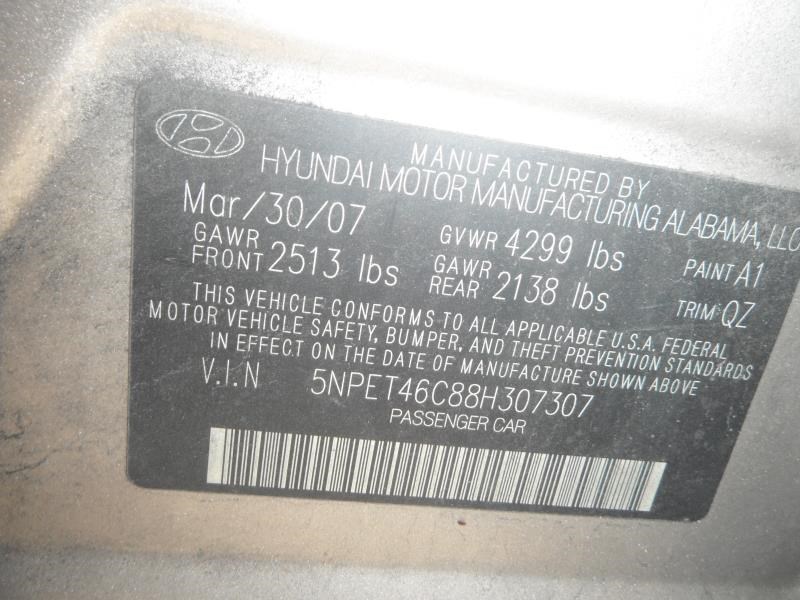 MANUFACTURED BY
HYUNDAI MOTOR MANUFACTURING ALABAMA, LLC
Mar/30/07 GVWR 4299 lbs PAINT A1
GAWR FRONT 2513 lbs GAWR REAR 2138 lbs TRIM: QZ
THIS VEHICLE CONFORMS TO ALL APPLICABLE U.S.A. FEDERAL
MOTOR VEHICLE SAFETY, BUMPER, AND THEFT PREVENTION STANDARDS
IN EFFECT ON THE DATE OF MANUFACTURE SHOWN ABOVE
V.I.N 5NPET46C88H307307
PASSENGER CAR